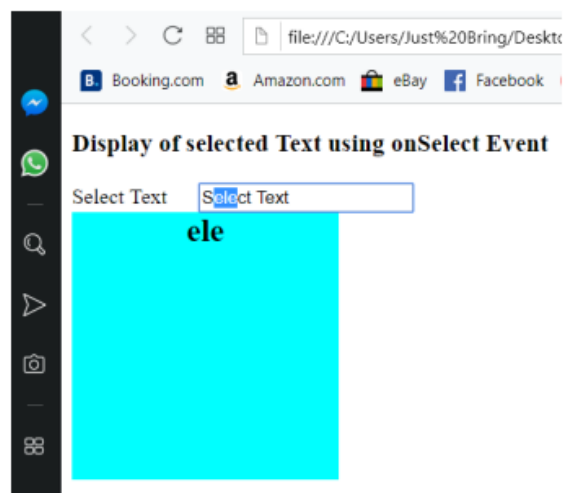 file:///C:/Users/Just%20Bring/Deskto
B. Booking.com a Amazon.com eBay f Facebook
Display of selected Text using onSelect Event
Select Text Select Text
ele